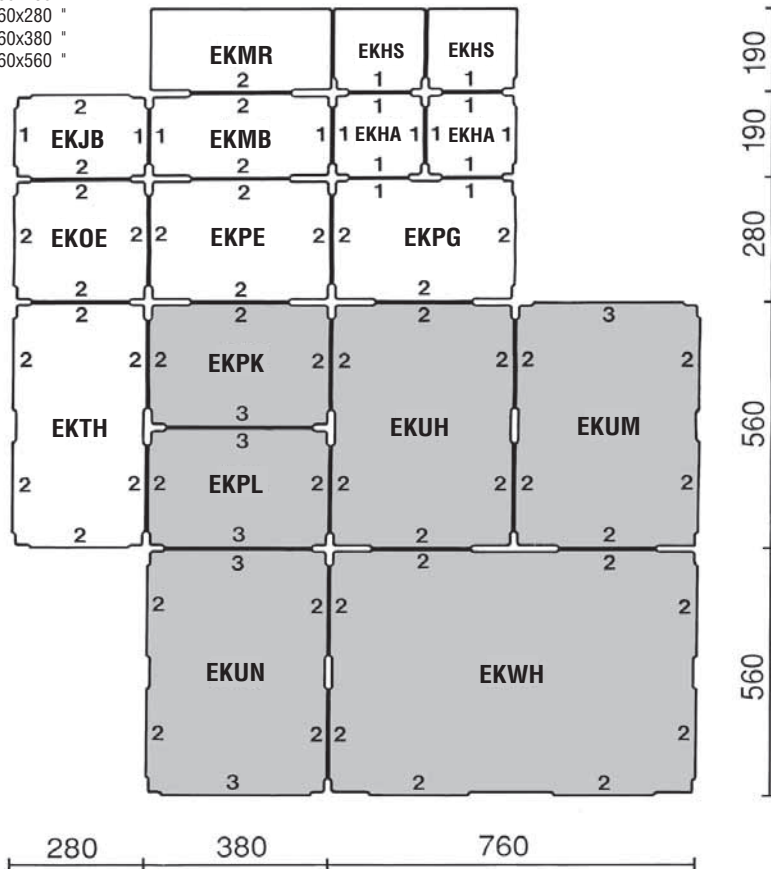 60x280 "
60x380 "
60x560 "
EKMR EKHS EKHS
2 1 1
190
2 2 1 1
1 EKJB 1 1 EKMB 1 1 EKHA 1 EKHA 1
2 2 1 1
190
2 2 1 1
2 EKOE 2 2 EKPE 2 2 EKPG 2
2 2 2
280
2 2 2 3
2 2 2 EKPK 2 2 2 2 2
3
EKTH EKUH EKUM
560
3
2 2 2 EKPL 2 2 2 2 2
2 3 2 2
3 2 2
2 2 2 2
EKUN EKWH
560
2 2 2 2
3 2 2
280 380 760